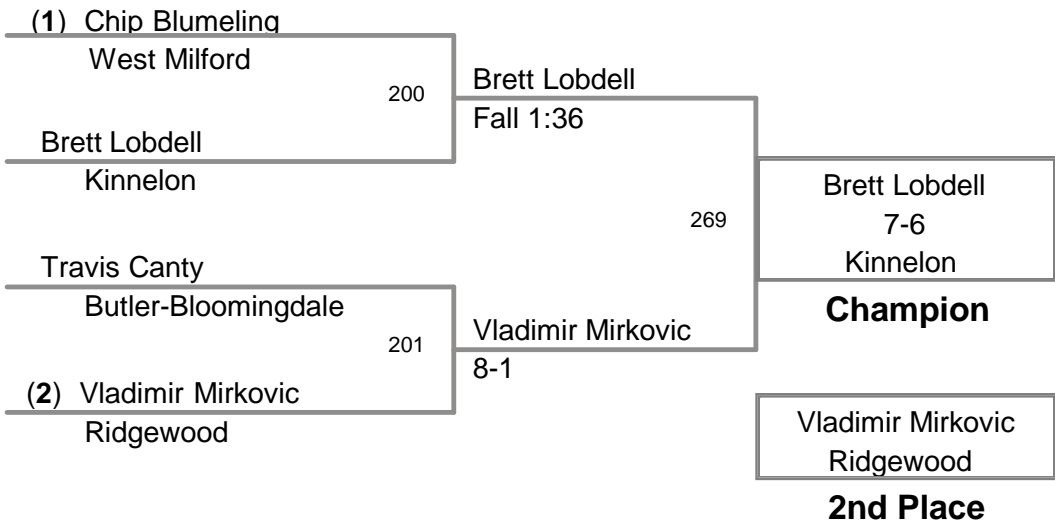 (1) Chip Blumeling
West Milford
200
Brett Lobdell
Fall 1:36
Brett Lobdell
Kinnelon
Brett Lobdell
7-6
Kinnelon
Champion
269
Travis Canty
Butler-Bloomingdale
201
Vladimir Mirkovic
8-1
(2) Vladimir Mirkovic
Ridgewood
Vladimir Mirkovic
Ridgewood
2nd Place